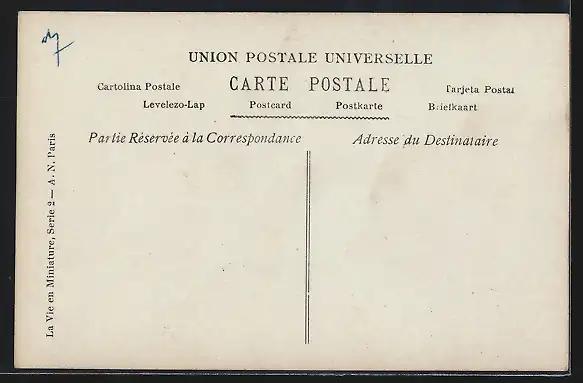 7
UNION POSTALE UNIVERSELLE
Cartolina Postale CARTE POSTALE Tarjeta Postal
Levelezo-Lap Postcard Postkarte Briefkaart
Partie Réservée à la Correspondance Adresse du Destinataire
La Vie en Miniature, Serie 2 — A. N. Paris